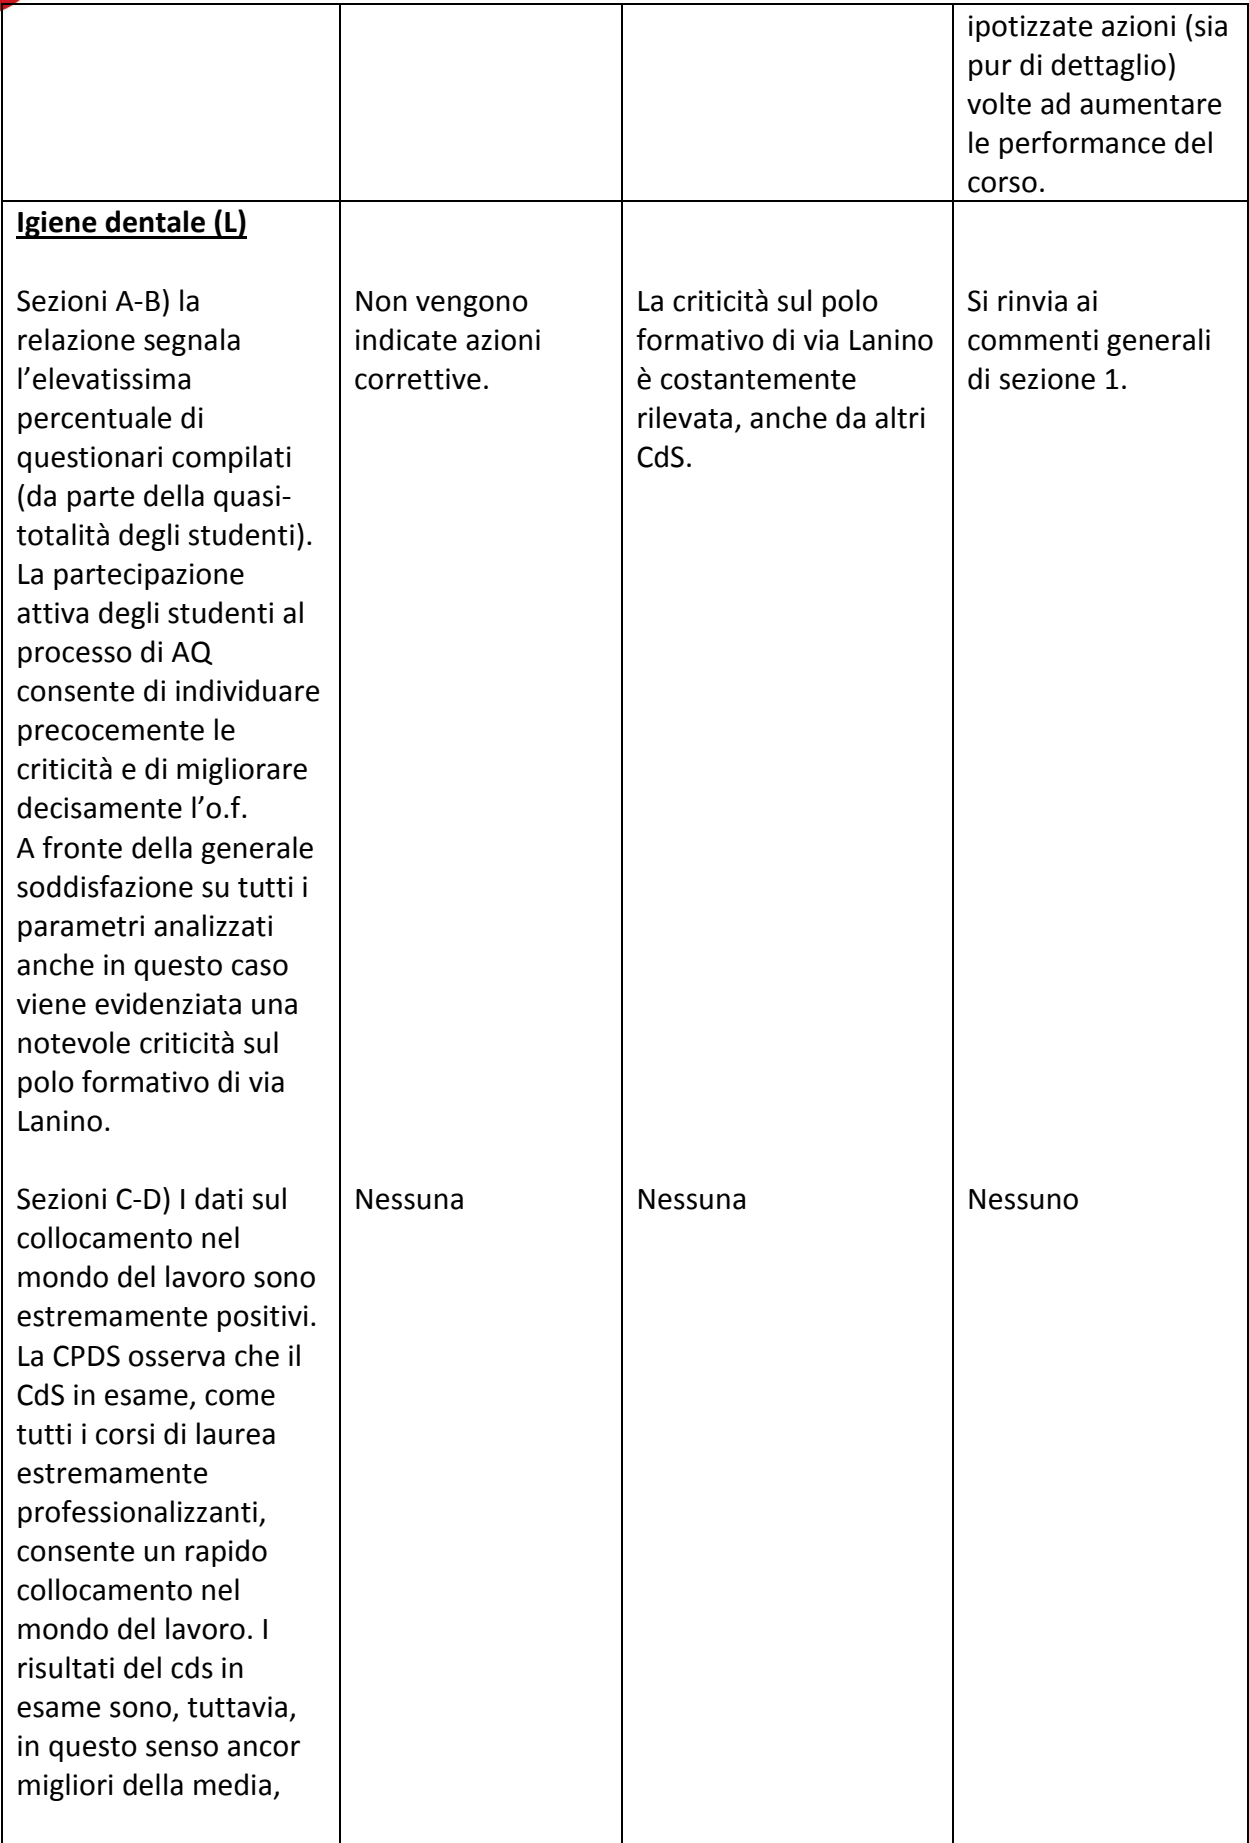 ipotizzate azioni (sia
pur di dettaglio)
volte ad aumentare
le performance del
corso.
Igiene dentale (L)
Sezioni A-B) la
relazione segnala
l’elevatissima
percentuale di
questionari compilati
(da parte della quasi-
totalità degli studenti).
La partecipazione
attiva degli studenti al
processo di AQ
consente di individuare
precocemente le
criticità e di migliorare
decisamente l’o.f.
A fronte della generale
soddisfazione su tutti i
parametri analizzati
anche in questo caso
viene evidenziata una
notevole criticità sul
polo formativo di via
Lanino.
Non vengono
indicate azioni
correttive.
La criticità sul polo
formativo di via Lanino
è costantemente
rilevata, anche da altri
CdS.
Si rinvia ai
commenti generali
di sezione 1.
Sezioni C-D) I dati sul
collocamento nel
mondo del lavoro sono
estremamente positivi.
La CPDS osserva che il
CdS in esame, come
tutti i corsi di laurea
estremamente
professionalizzanti,
consente un rapido
collocamento nel
mondo del lavoro. I
risultati del cds in
esame sono, tuttavia,
in questo senso ancor
migliori della media,
Nessuna
Nessuna
Nessuno